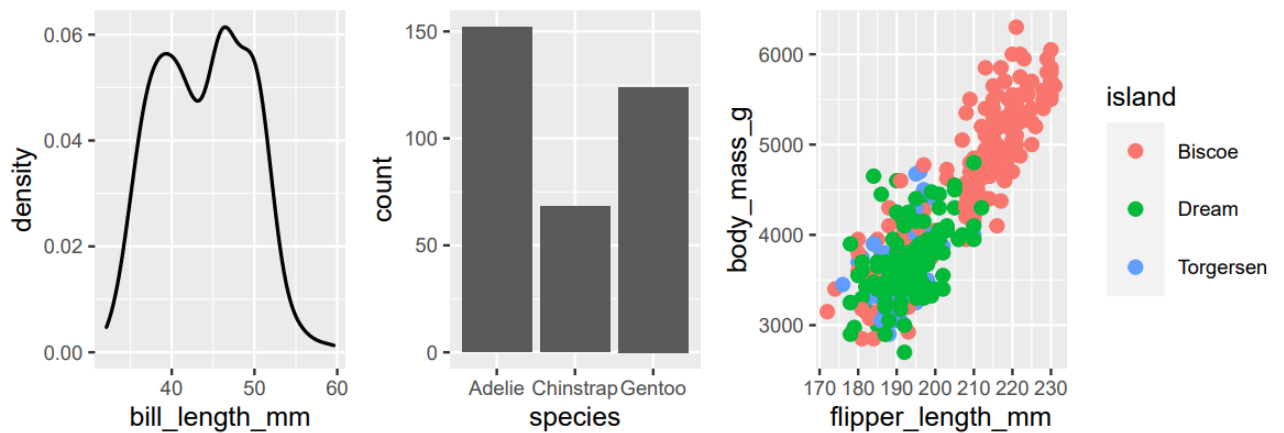 0.06
0.04
0.02
0.00
density
40 50 60
bill_length_mm
150
100
50
0
count
Adelie Chinstrap Gentoo
species
6000
5000
4000
3000
body_mass_g
170 180 190 200 210 220 230
flipper_length_mm
island
Biscoe
Dream
Torgersen